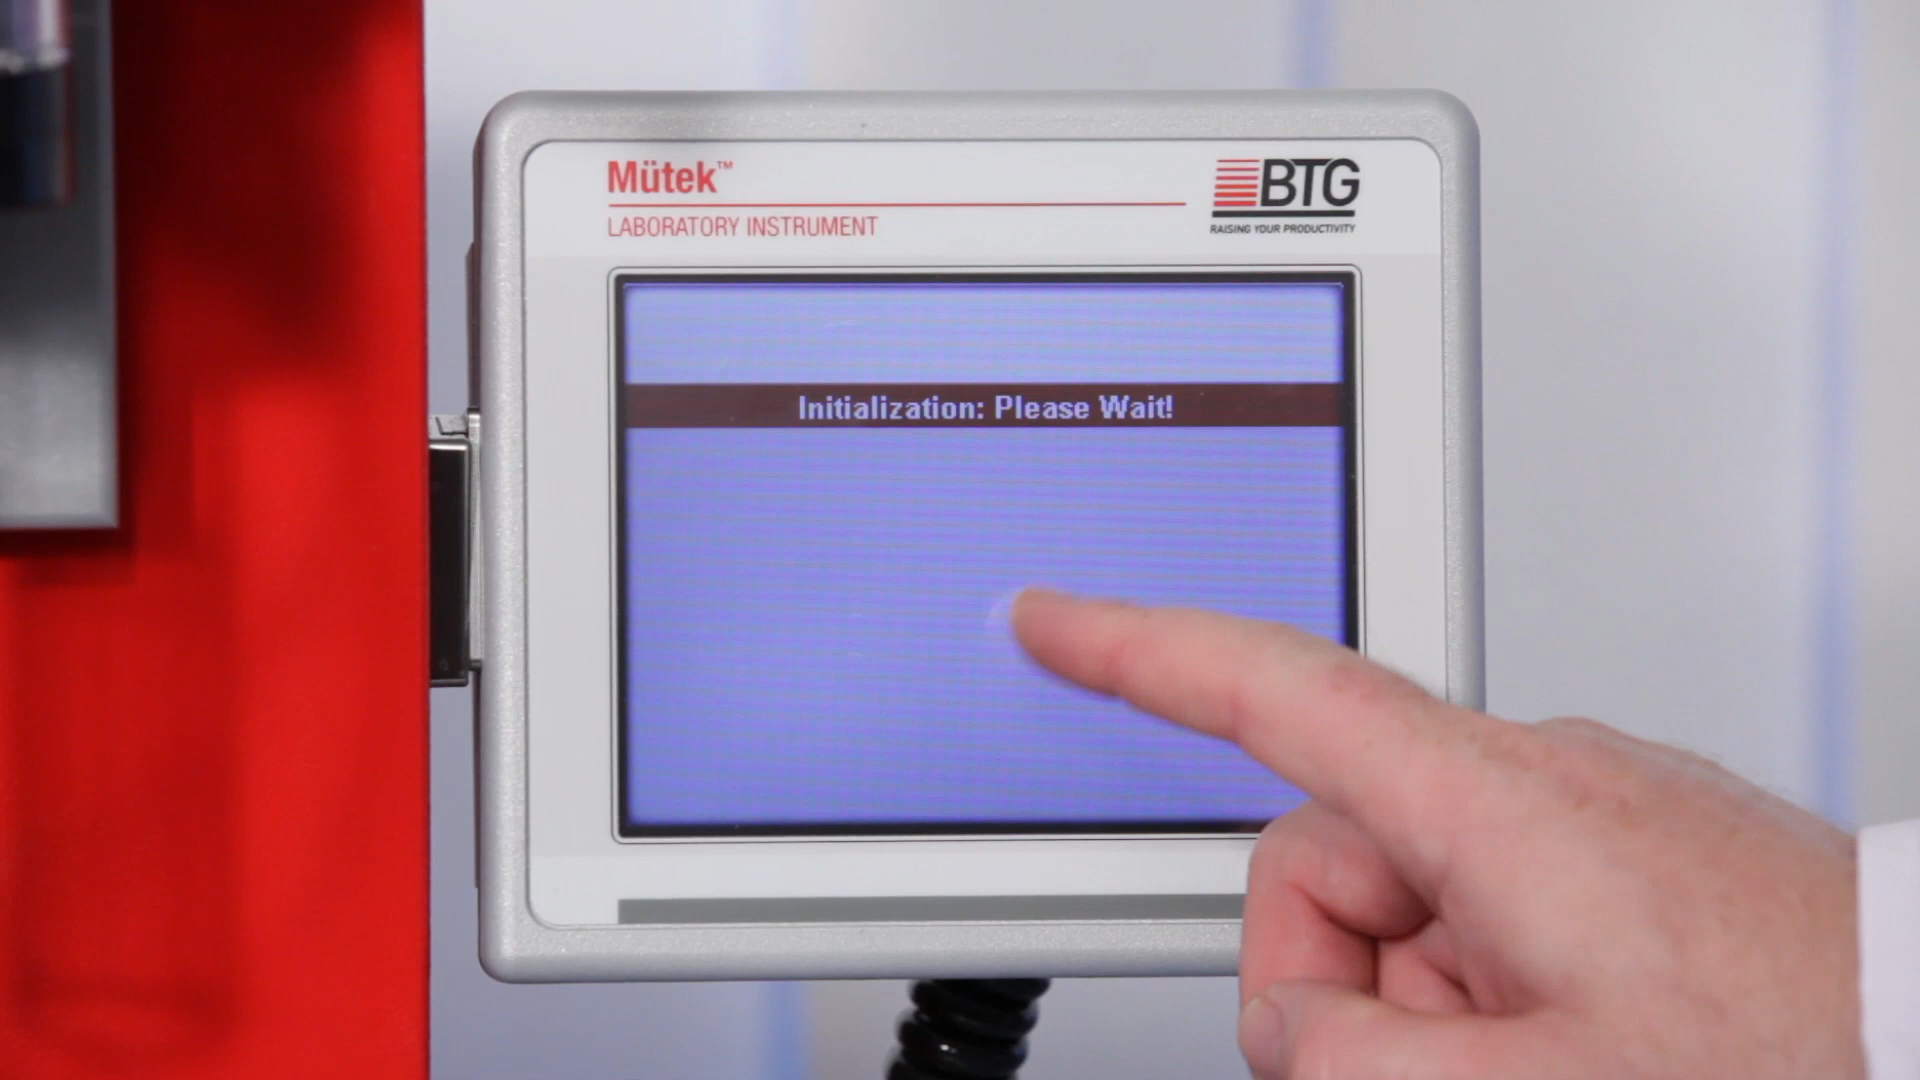 Mütek™
LABORATORY INSTRUMENT
BTG
RAISING YOUR PRODUCTIVITY
Initialization: Please Wait!